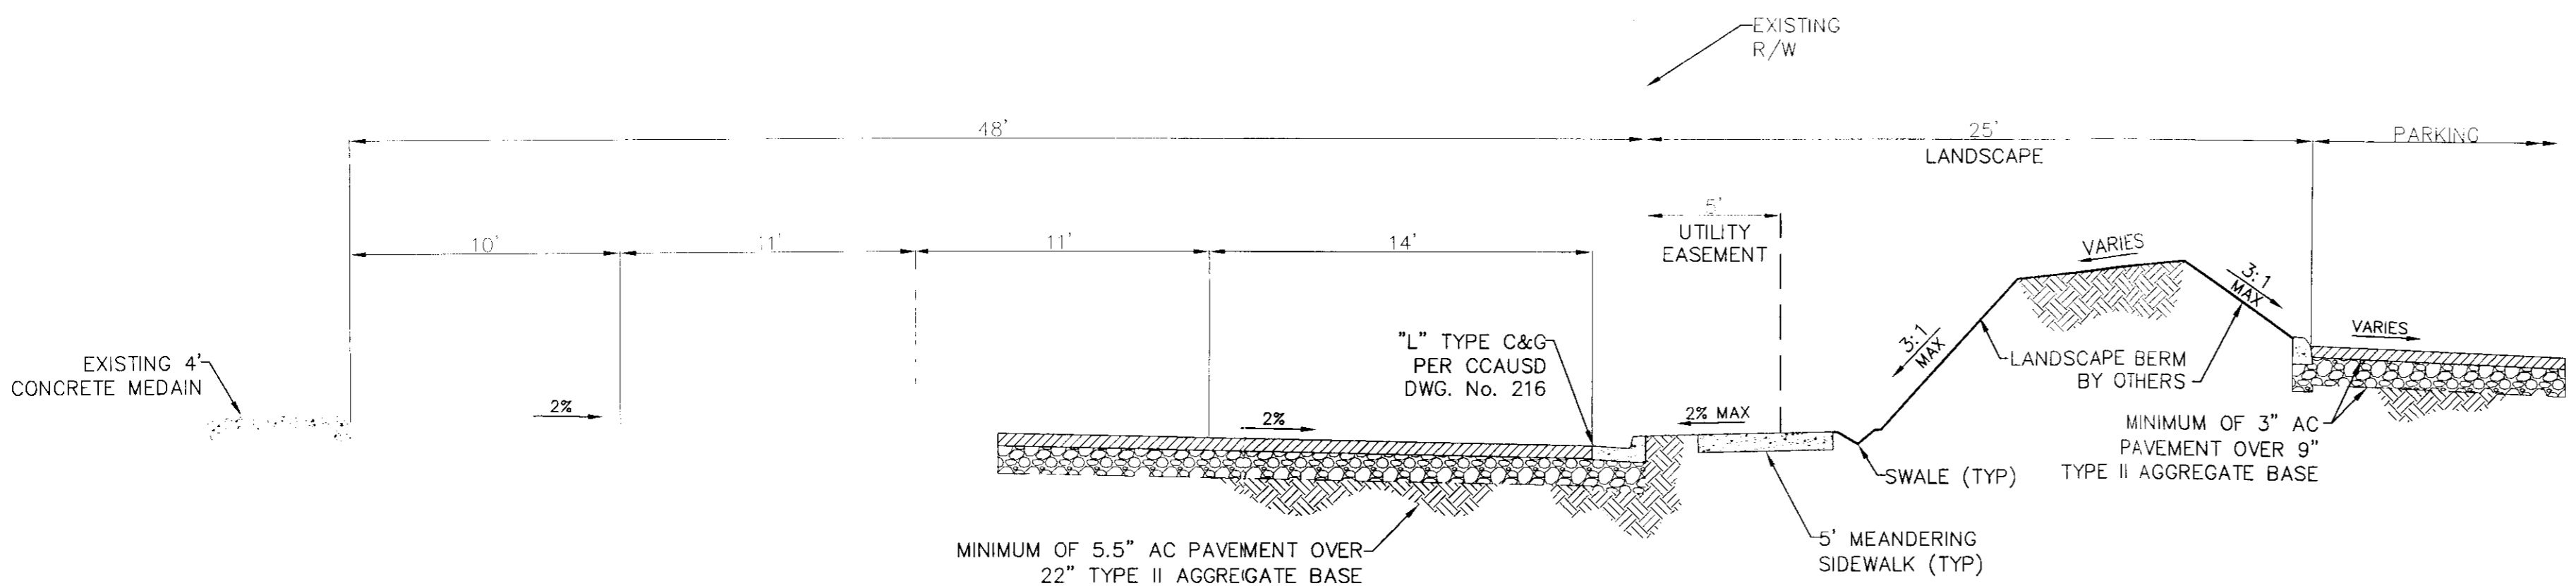 EXISTING
R/W
48'
25'
LANDSCAPE
PARKING
5'
UTILITY
EASEMENT
10'
11'
11'
14'
VARIES
3:1
MAX
3:1
MAX
VARIES
"L" TYPE C&G
PER CCAUSD
DWG. No. 216
LANDSCAPE BERM
BY OTHERS
EXISTING 4'
CONCRETE MEDAIN
2%
2%
2% MAX
MINIMUM OF 3" AC
PAVEMENT OVER 9"
TYPE II AGGREGATE BASE
SWALE (TYP)
5' MEANDERING
SIDEWALK (TYP)
MINIMUM OF 5.5" AC PAVEMENT OVER
22" TYPE II AGGREGATE BASE